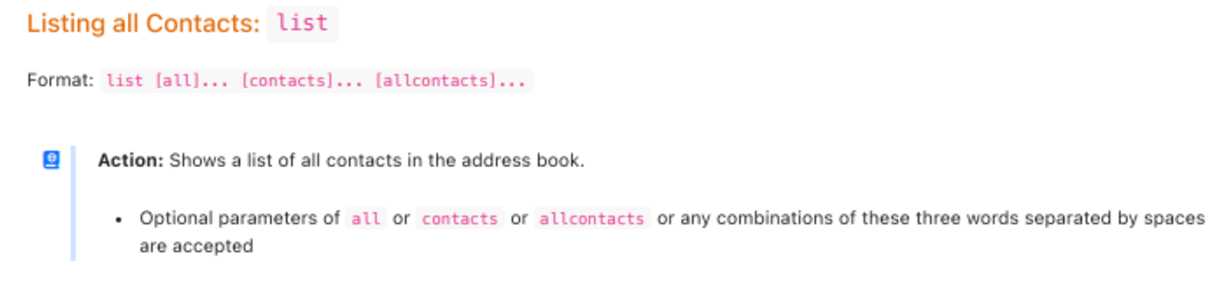 Listing all Contacts: list
Format: list [all]... [contacts]... [allcontacts]...
Action: Shows a list of all contacts in the address book.
• Optional parameters of all or contacts or allcontacts or any combinations of these three words separated by spaces
are accepted